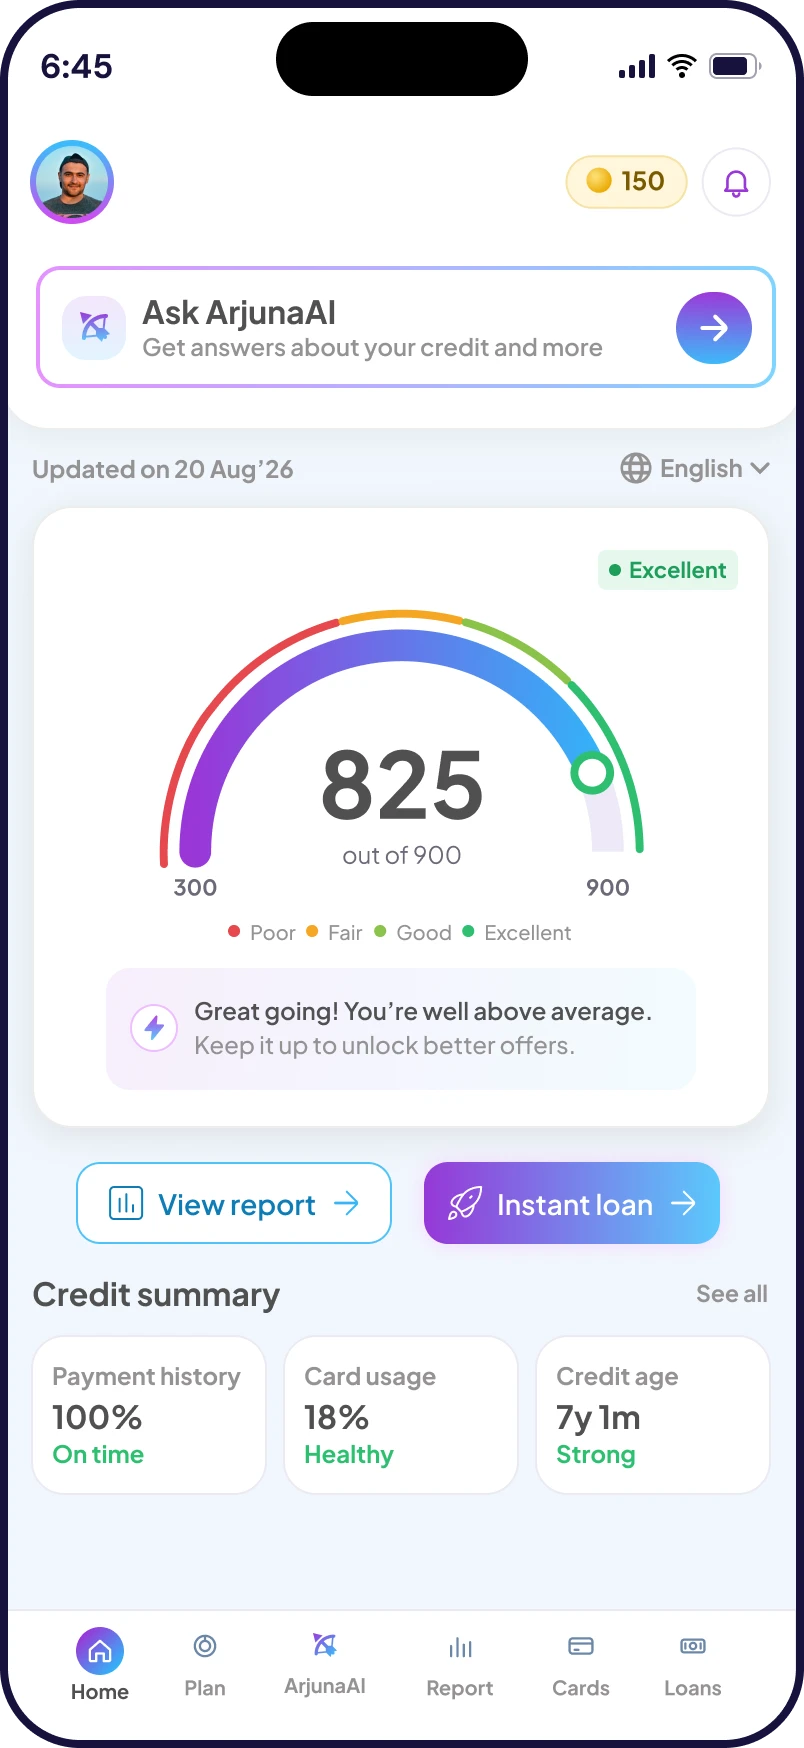 6:45
150
Ask ArjunaAI
Get answers about your credit and more
Updated on 20 Aug’26
English
Excellent
825
out of 900
300
900
Poor Fair Good Excellent
Great going! You’re well above average.
Keep it up to unlock better offers.
View report
Instant loan
Credit summary
See all
Payment history
100%
On time
Card usage
18%
Healthy
Credit age
7y 1m
Strong
Home
Plan
ArjunaAI
Report
Cards
Loans